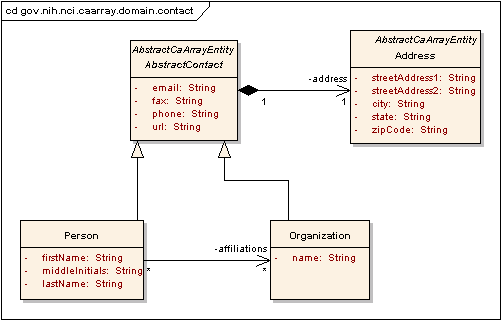 cd gov.nih.nci.caarray.domain.contact
AbstractCaArrayEntity
AbstractContact
- email: String
- fax: String
- phone: String
- url: String
-address
1
1
AbstractCaArrayEntity
Address
- streetAddress1: String
- streetAddress2: String
- city: String
- state: String
- zipCode: String
Person
- firstName: String
- middleInitials: String
- lastName: String
-affiliations
*
*
Organization
- name: String